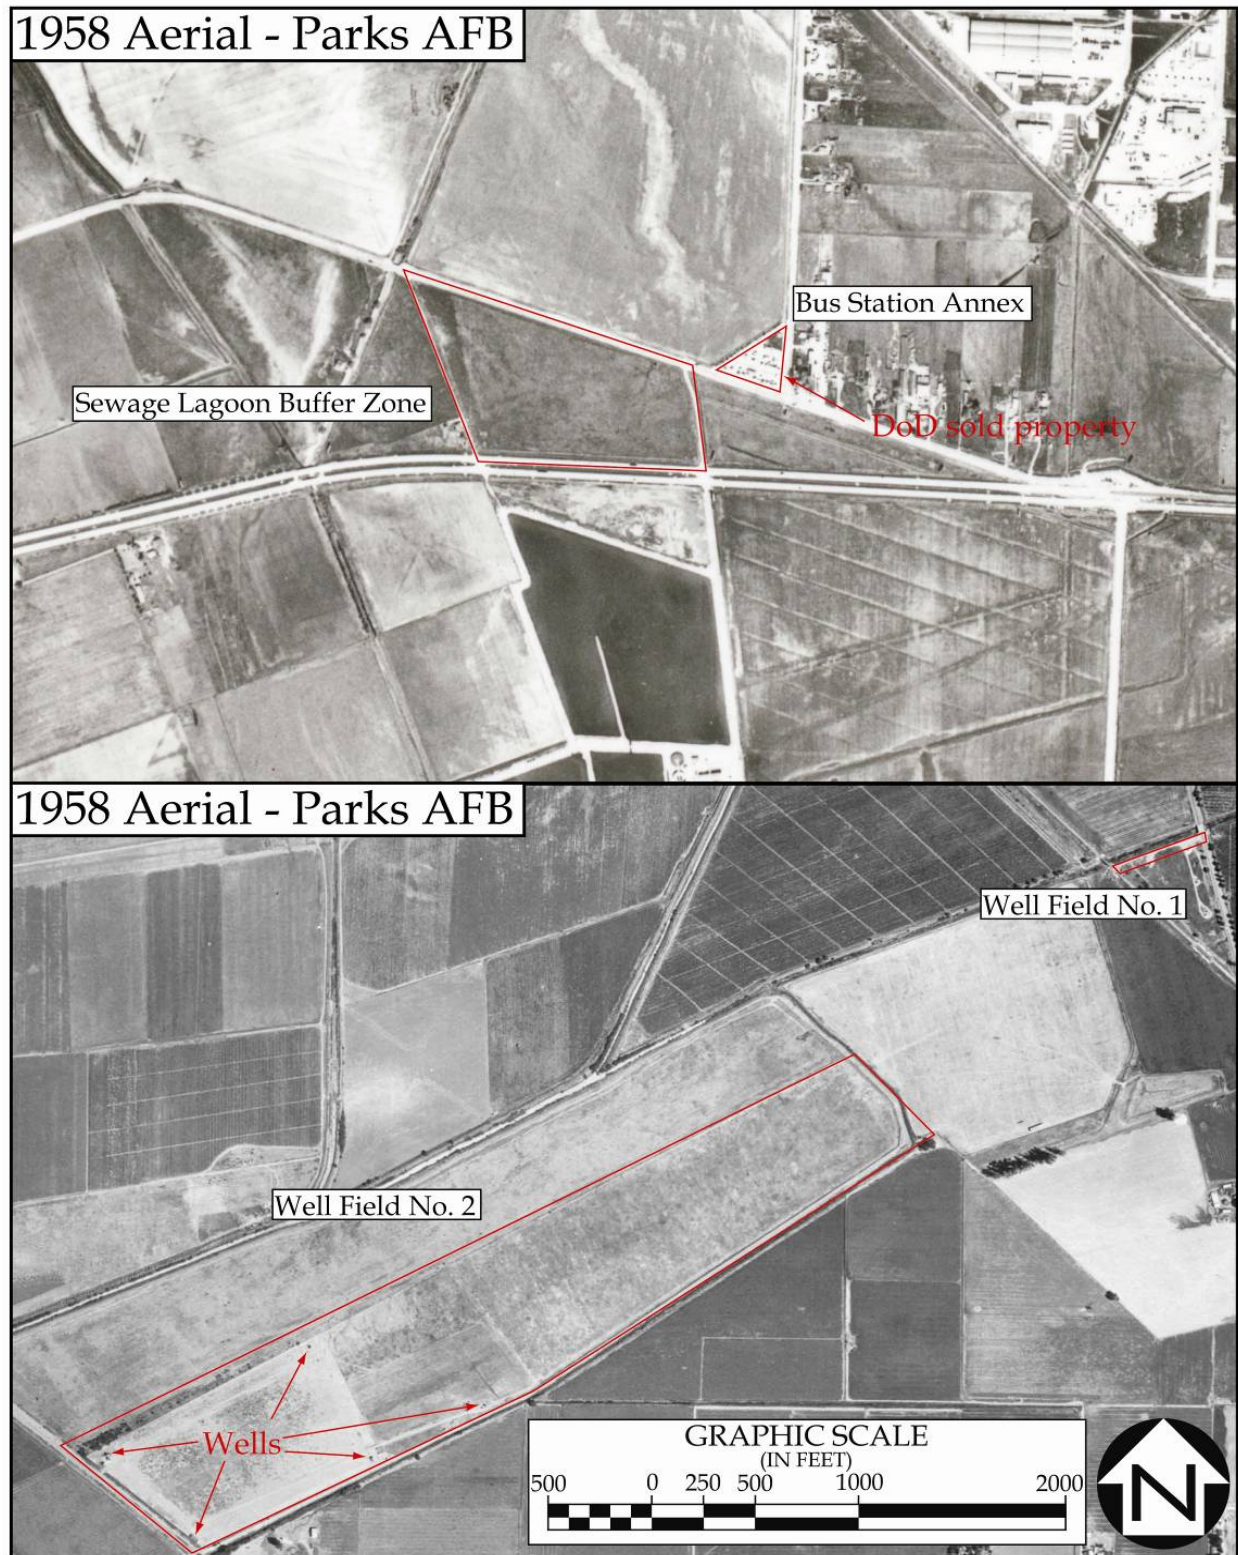 1958 Aerial - Parks AFB
Bus Station Annex
Sewage Lagoon Buffer Zone
DoD sold property
1958 Aerial - Parks AFB
Well Field No. 1
Well Field No. 2
Wells
GRAPHIC SCALE
(IN FEET)
500 0 250 500 1000 2000
N